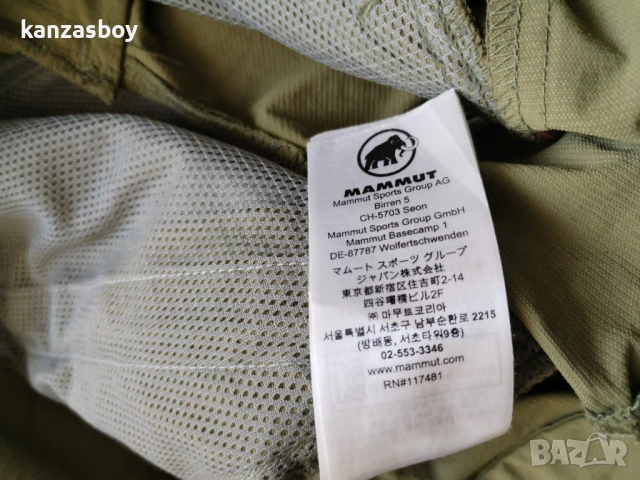 kanzasboy
MAMMUT
Mammut Sports Group AG
Birren 5
CH-5703 Seon
Mammut Sports Group GmbH
Mammut Basecamp 1
DE-87787 Wolfertschwenden
マムート スポーツ グループ
ジャパン株式会社
東京都新宿区住吉町2-14
四谷曙橋ビル2F
㈜ 마무트코리아
서울특별시 서초구 남부순환로 2215
(방배동, 서초타워9층)
02-553-3346
www.mammut.com
RN#117481
BAZAR